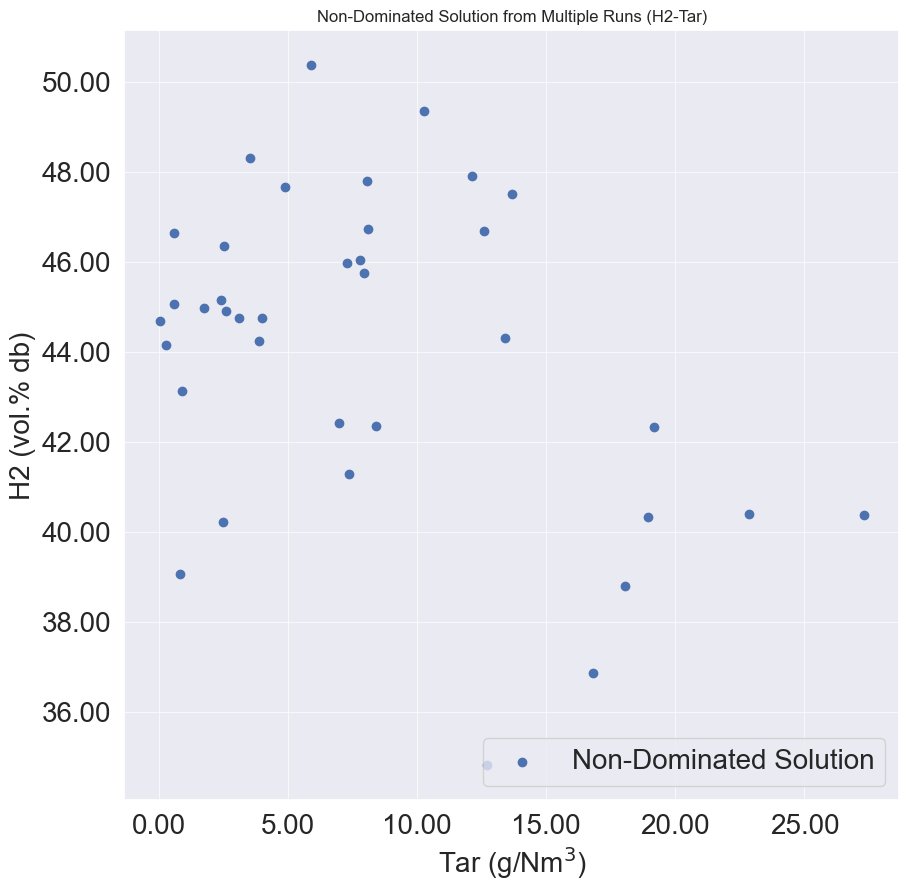 Non-Dominated Solution from Multiple Runs (H2-Tar)
50.00
48.00
46.00
44.00
42.00
40.00
38.00
36.00
H2 (vol.% db)
Non-Dominated Solution
0.00 5.00 10.00 15.00 20.00 25.00
Tar (g/Nm³)